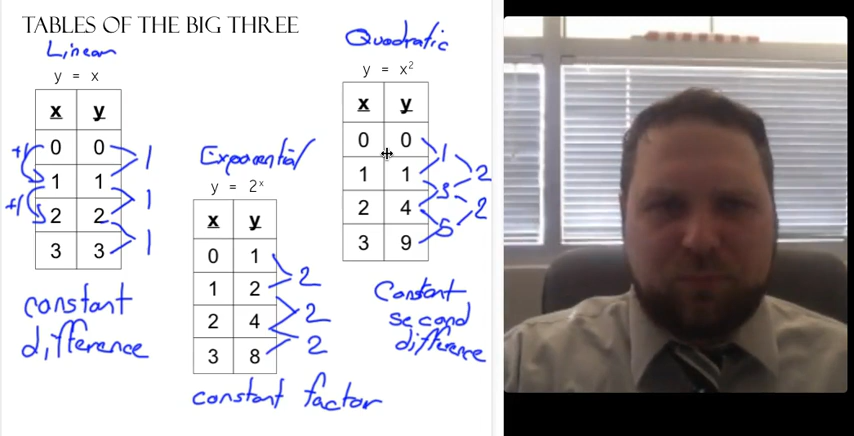 TABLES OF THE BIG THREE
Linear
y = x
x y
0 0
1 1
2 2
3 3
+1
+1
1
1
1
constant
difference
Exponential
y = 2ˣ
x y
0 1
1 2
2 4
3 8
2
2
2
constant factor
Quadratic
y = x²
x y
0 0
1 1
2 4
3 9
1
3
5
2
2
Constant
second
difference